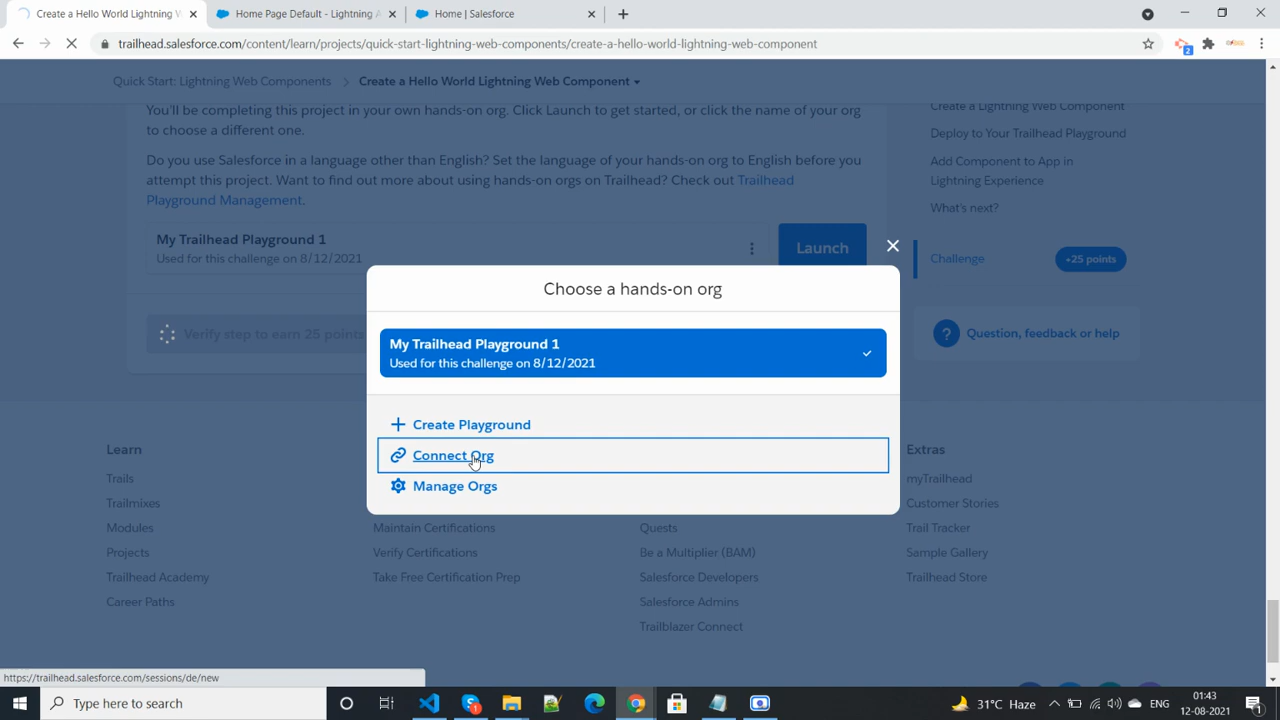 Create a Hello World Lightning W
Home Page Default - Lightning A
Home | Salesforce
trailhead.salesforce.com/content/learn/projects/quick-start-lightning-web-components/create-a-hello-world-lightning-web-component
2
Quick Start: Lightning Web Components > Create a Hello World Lightning Web Component
You'll be completing this project in your own hands-on org. Click Launch to get started, or click the name of your org
to choose a different one.
Do you use Salesforce in a language other than English? Set the language of your hands-on org to English before you
attempt this project. Want to find out more about using hands-on orgs on Trailhead? Check out Trailhead
Playground Management.
My Trailhead Playground 1
Used for this challenge on 8/12/2021
Launch
Verify step to earn 25 points
Create a Lightning Web Component
Deploy to Your Trailhead Playground
Add Component to App in
Lightning Experience
What's next?
Challenge
+25 points
? Question, feedback or help
Choose a hands-on org
My Trailhead Playground 1
Used for this challenge on 8/12/2021
Create Playground
Connect Org
Manage Orgs
Learn
Trails
Trailmixes
Modules
Projects
Trailhead Academy
Career Paths
Maintain Certifications
Verify Certifications
Take Free Certification Prep
Quests
Be a Multiplier (BAM)
Salesforce Developers
Salesforce Admins
Trailblazer Connect
Extras
myTrailhead
Customer Stories
Trail Tracker
Sample Gallery
Trailhead Store
https://trailhead.salesforce.com/sessions/de/new
Type here to search
31°C Haze
01:43
12-08-2021
1